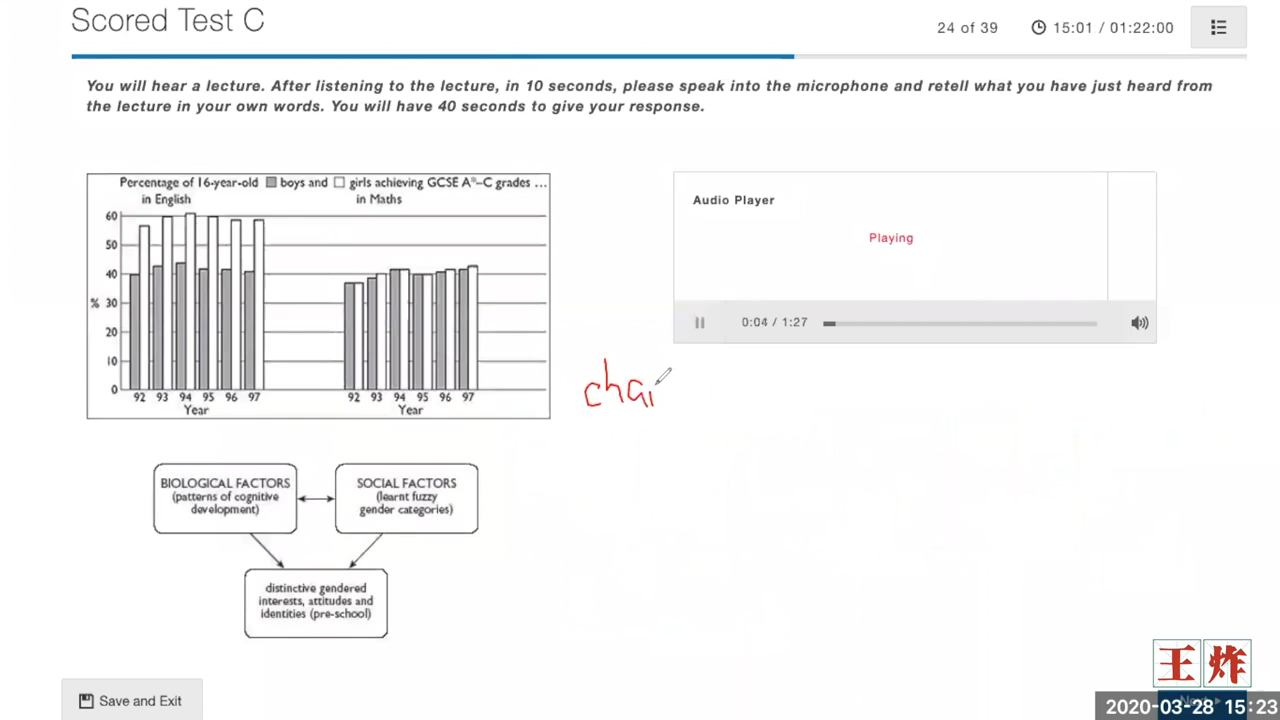 Scored Test C
24 of 39
15:01 / 01:22:00
You will hear a lecture. After listening to the lecture, in 10 seconds, please speak into the microphone and retell what you have just heard from
the lecture in your own words. You will have 40 seconds to give your response.
Percentage of 16-year-old boys and girls achieving GCSE A*–C grades ...
in English in Maths
60
50
40
% 30
20
10
0
92 93 94 95 96 97
Year
92 93 94 95 96 97
Year
Audio Player
Playing
0:04 / 1:27
BIOLOGICAL FACTORS
(patterns of cognitive
development)
SOCIAL FACTORS
(learnt fuzzy
gender categories)
distinctive gendered
interests, attitudes and
identities (pre-school)
Save and Exit
王炸
2020-03-28 15:23